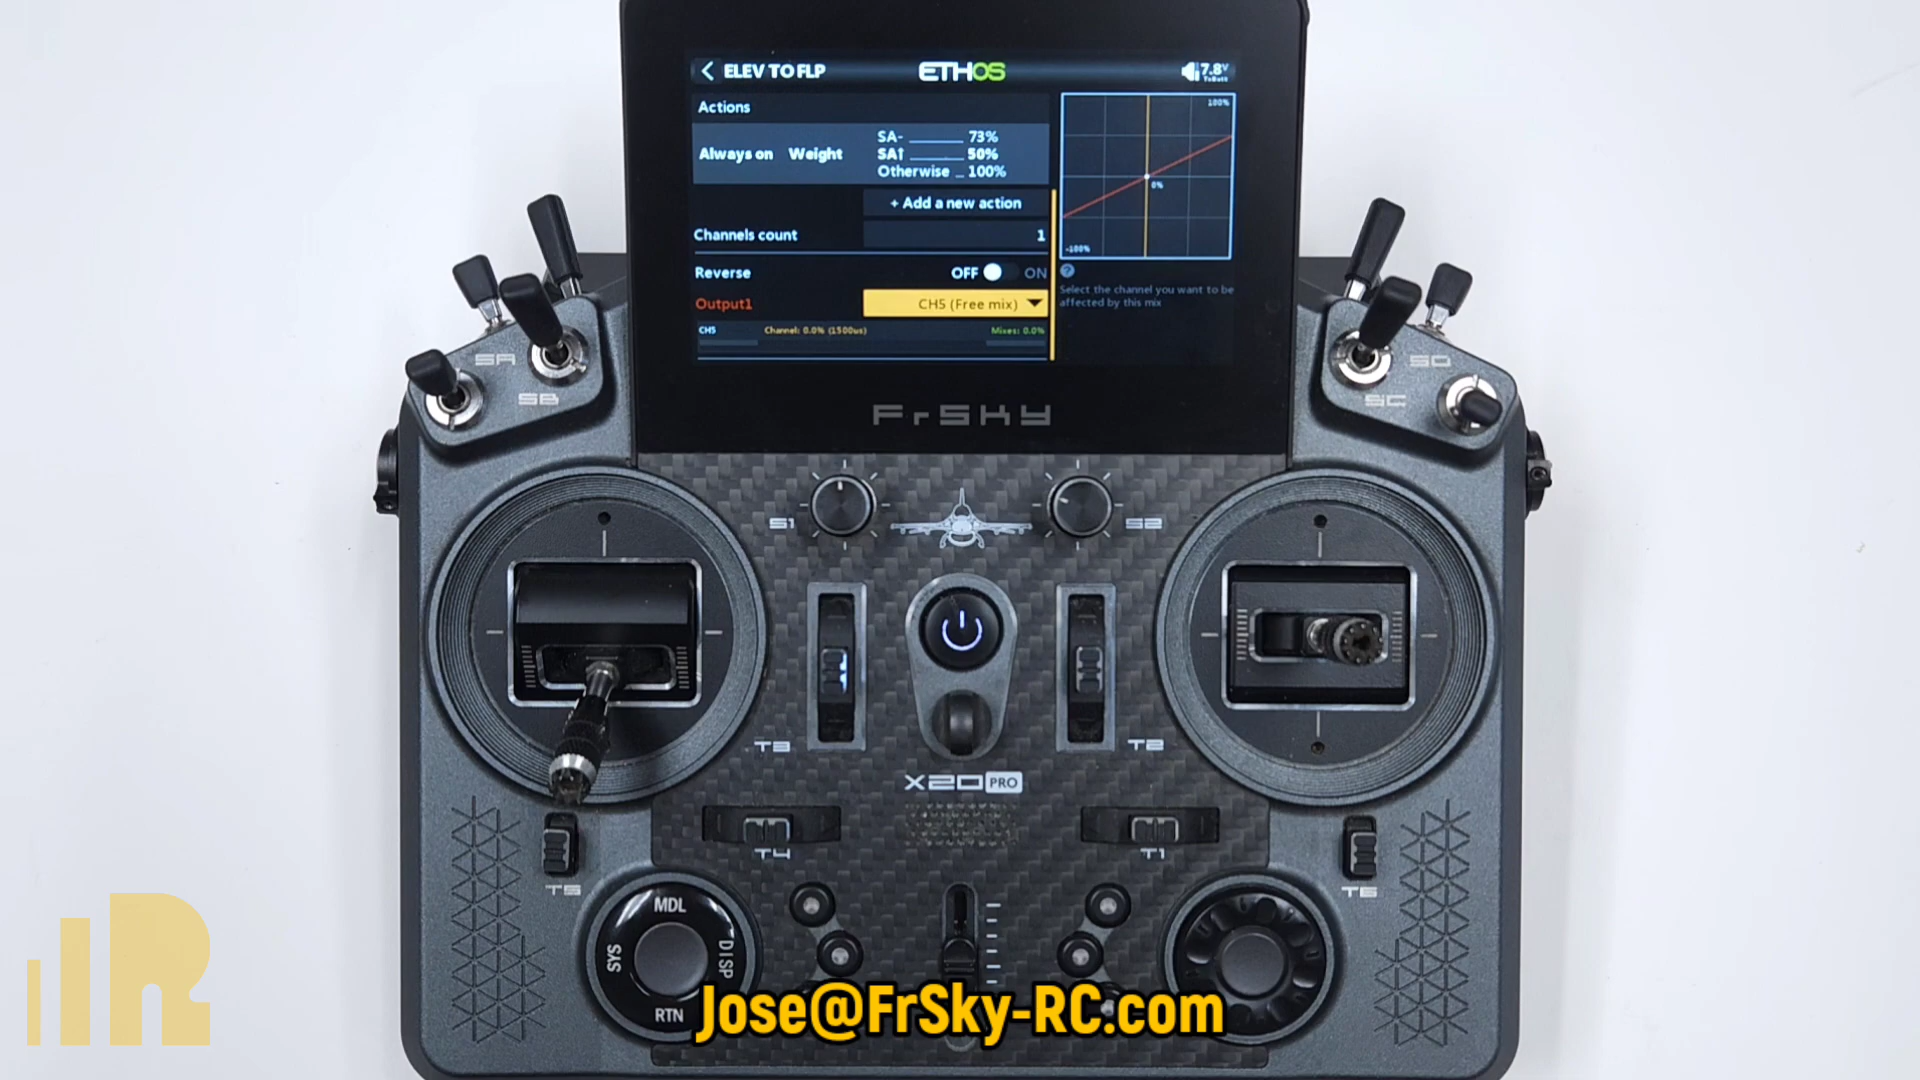 ELEV TO FLP
ETHOS
7.8V
TxBatt
Actions
100%
Always on Weight
SA- 73%
SA↑ 50%
Otherwise 100%
0%
+ Add a new action
Channels count 1
-100%
Reverse OFF ON
?
Select the channel you want to be
affected by this mix
Output1 CH5 (Free mix)
CH5 Channel: 0.0% (1500us) Mixes: 0.0%
SA
SB
SD
SC
FrSKY
S1
S2
T3
T2
X20 PRO
T4
T1
T5
T6
MDL
SYS
DISP
RTN
Jose@FrSky-RC.com
R